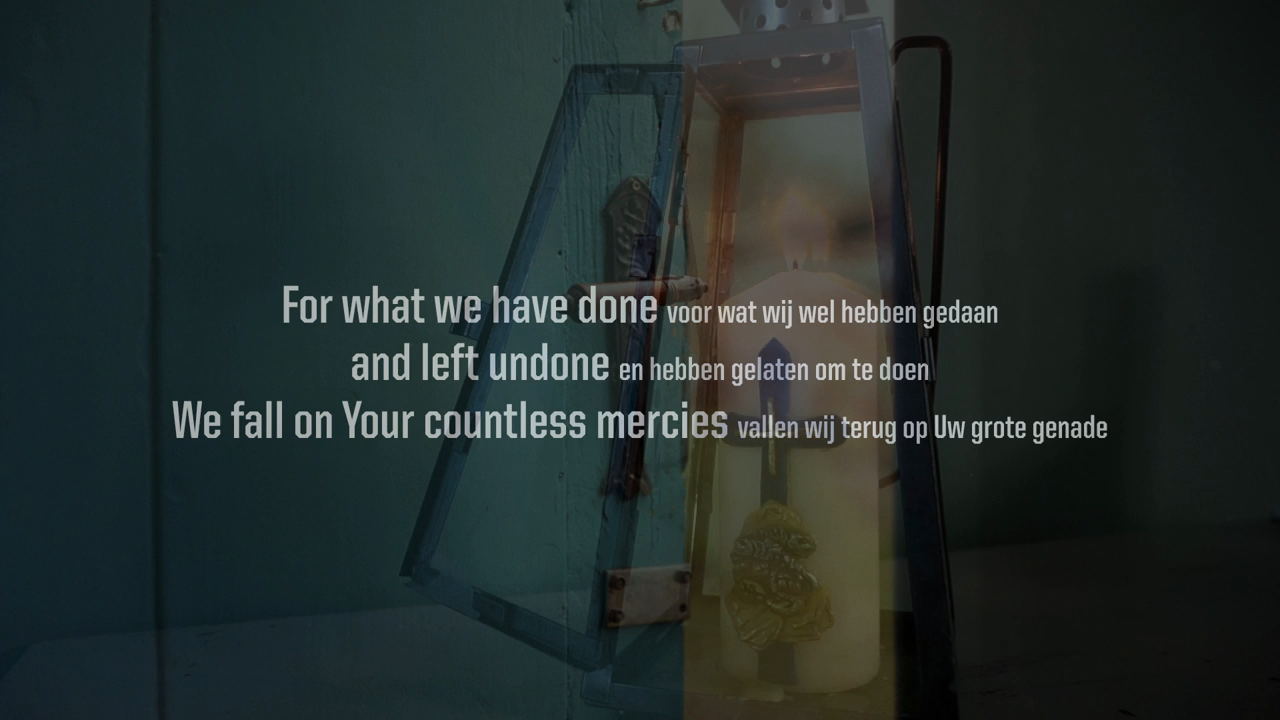 For what we have done voor wat wij wel hebben gedaan
and left undone en hebben gelaten om te doen
We fall on Your countless mercies vallen wij terug op Uw grote genade